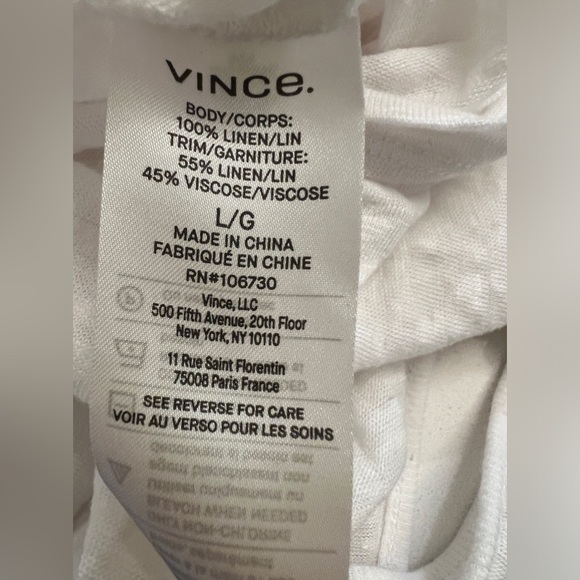 VINCE.
BODY/CORPS:
100% LINEN/LIN
TRIM/GARNITURE:
55% LINEN/LIN
45% VISCOSE/VISCOSE
L/G
MADE IN CHINA
FABRIQUÉ EN CHINE
RN#106730
Vince, LLC
500 Fifth Avenue, 20th Floor
New York, NY 10110
11 Rue Saint Florentin
75008 Paris France
SEE REVERSE FOR CARE
VOIR AU VERSO POUR LES SOINS